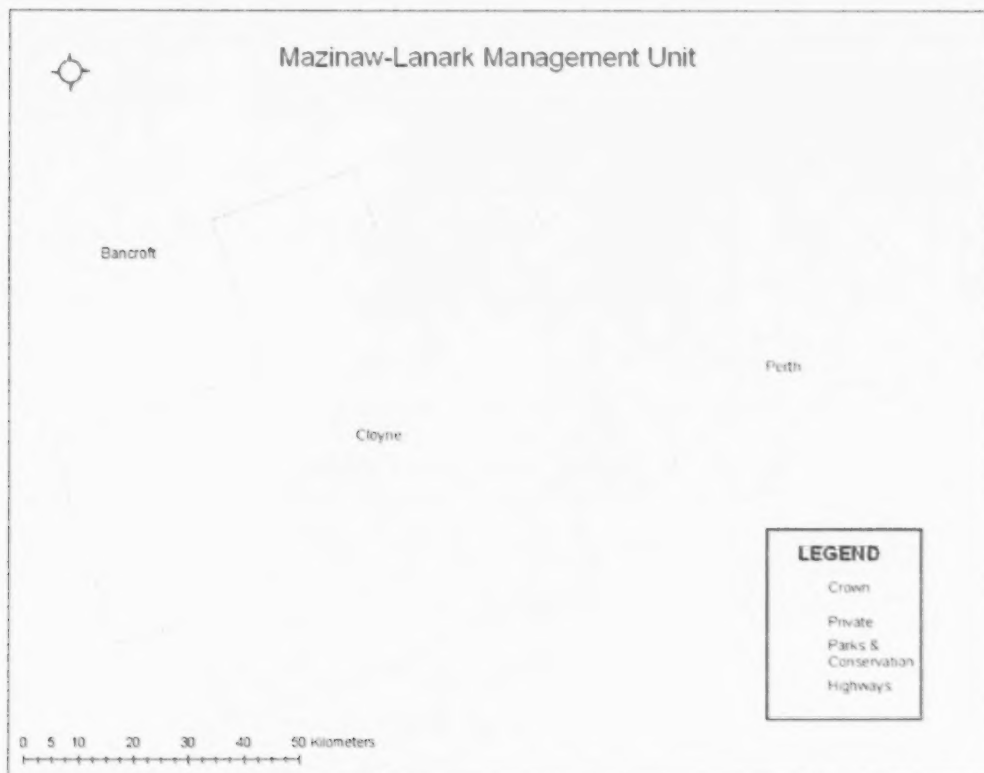 Mazinaw-Lanark Management Unit
Bancroft
Perth
Cloyne
LEGEND
Crown
Private
Parks &
Conservation
Highways
0 5 10 20 30 40 50 Kilometers